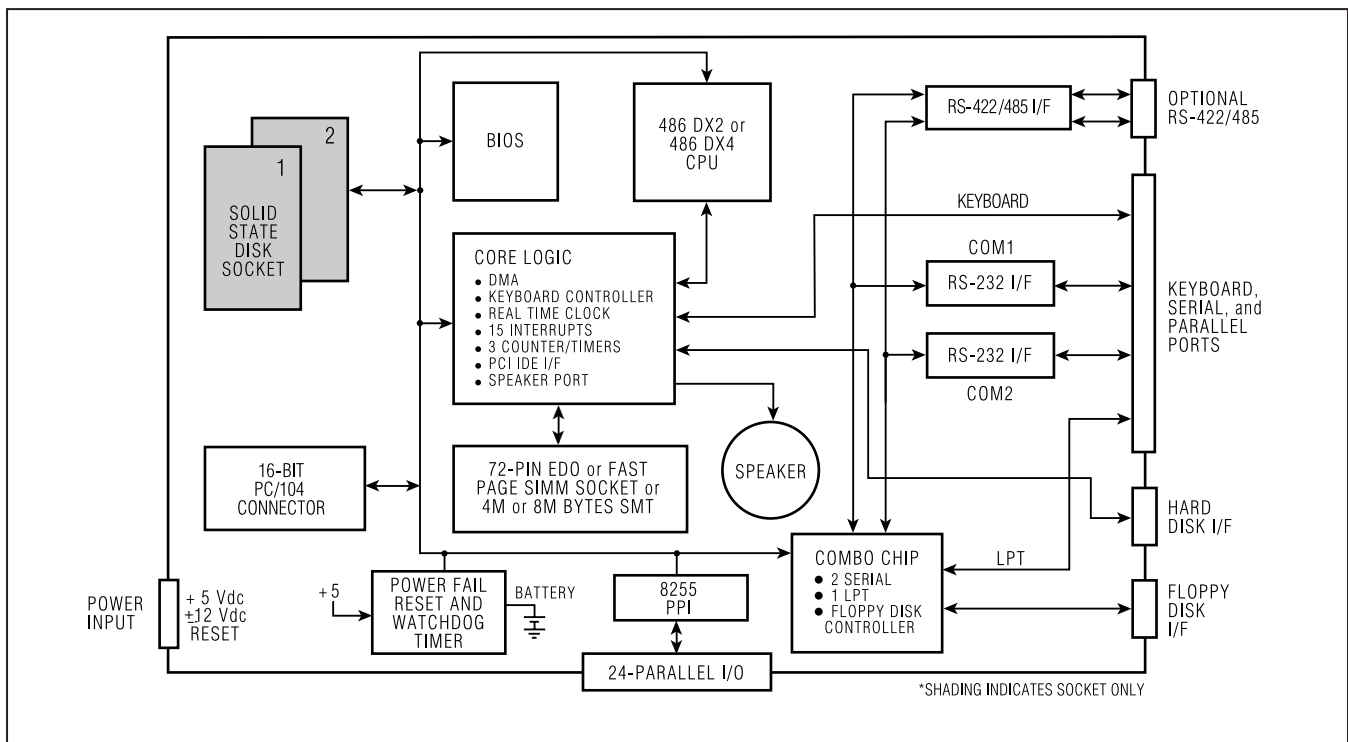 2
1
SOLID
STATE
DISK
SOCKET
BIOS
486 DX2 or
486 DX4
CPU
RS-422/485 I/F
OPTIONAL
RS-422/485
KEYBOARD
COM1
RS-232 I/F
RS-232 I/F
COM2
KEYBOARD,
SERIAL, and
PARALLEL
PORTS
CORE LOGIC
● DMA
● KEYBOARD CONTROLLER
● REAL TIME CLOCK
● 15 INTERRUPTS
● 3 COUNTER/TIMERS
● PCI IDE I/F
● SPEAKER PORT
16-BIT
PC/104
CONNECTOR
72-PIN EDO or FAST
PAGE SIMM SOCKET or
4M or 8M BYTES SMT
SPEAKER
HARD
DISK I/F
POWER
INPUT
+ 5 Vdc
±12 Vdc
RESET
+5
POWER FAIL
RESET AND
WATCHDOG
TIMER
BATTERY
8255
PPI
COMBO CHIP
● 2 SERIAL
● 1 LPT
● FLOPPY DISK
CONTROLLER
LPT
FLOPPY
DISK
I/F
24-PARALLEL I/O
*SHADING INDICATES SOCKET ONLY